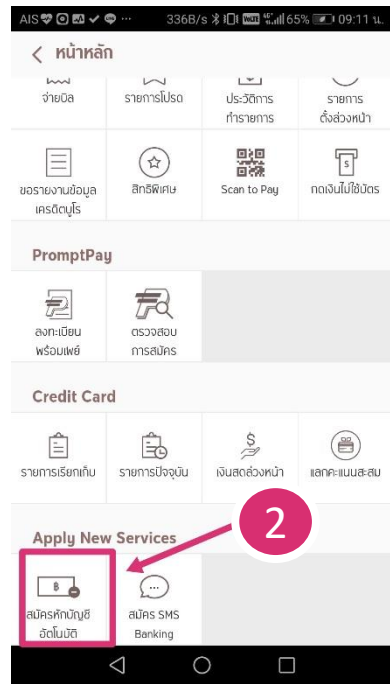 AIS ... 336B/s 65% 09:11 น.
หน้าหลัก
จ่ายบิล
รายการโปรด
ประวัติการ
ทำรายการ
รายการ
ตั้งล่วงหน้า
ขอรายงานข้อมูล
เครดิตบูโร
สิทธิพิเศษ
Scan to Pay
กดเงินไม่ใช้บัตร
PromptPay
ลงทะเบียน
พร้อมเพย์
ตรวจสอบ
การสมัคร
Credit Card
รายการเรียกเก็บ
รายการปัจจุบัน
เงินสดล่วงหน้า
แลกคะแนนสะสม
Apply New Services
2
สมัครหักบัญชี
อัตโนมัติ
สมัคร SMS
Banking